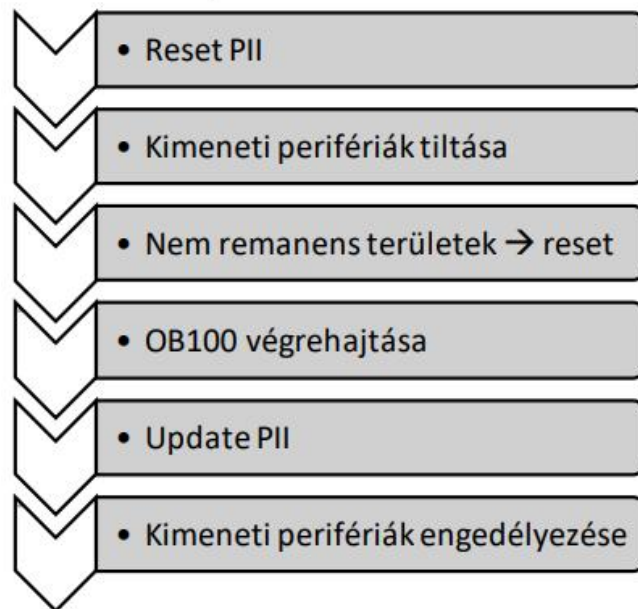 • Reset PII
• Kimeneti perifériák tiltása
• Nem remanens területek → reset
• OB100 végrehajtása
• Update PII
• Kimeneti perifériák engedélyezése